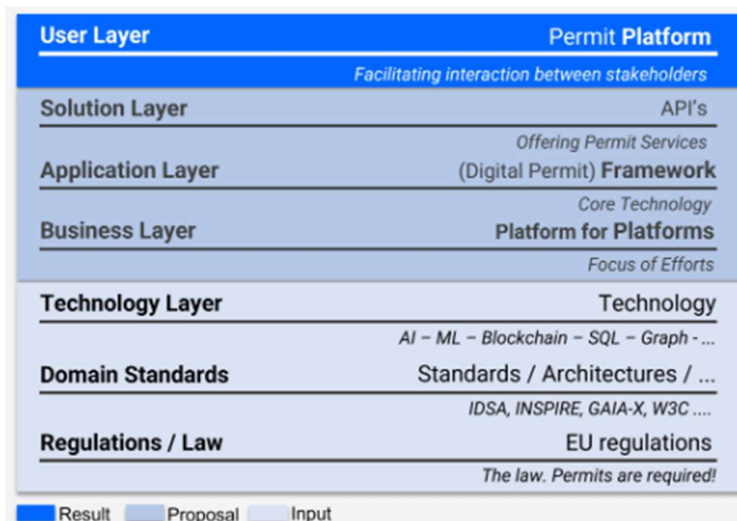 User Layer Permit Platform
Facilitating interaction between stakeholders
Solution Layer API's
Offering Permit Services
Application Layer (Digital Permit) Framework
Core Technology
Business Layer Platform for Platforms
Focus of Efforts
Technology Layer Technology
AI – ML – Blockchain – SQL – Graph - ...
Domain Standards Standards / Architectures / ...
IDSA, INSPIRE, GAIA-X, W3C ....
Regulations / Law EU regulations
The law. Permits are required!
Result Proposal Input